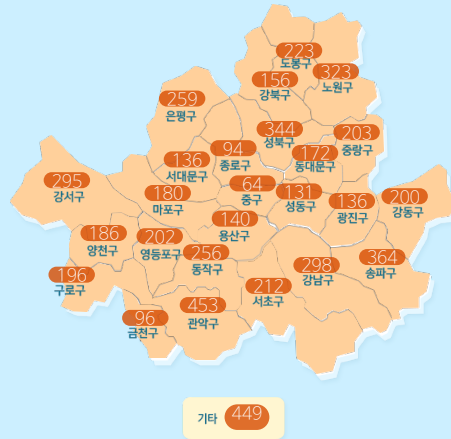 223
도봉구
323
노원구
156
강북구
259
은평구
344
성북구
203
중랑구
94
종로구
172
동대문구
136
서대문구
295
강서구
180
마포구
64
중구
131
성동구
136
광진구
200
강동구
140
용산구
186
양천구
202
영등포구
256
동작구
364
송파구
298
강남구
196
구로구
212
서초구
453
관악구
96
금천구
기타 449